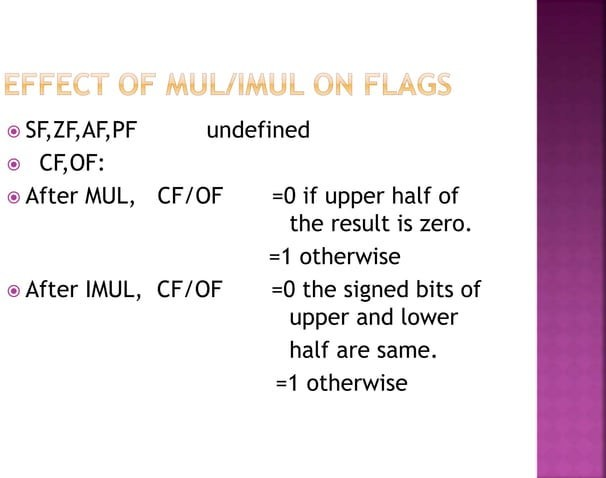 EFFECT OF MUL/IMUL ON FLAGS
SF,ZF,AF,PF undefined
CF,OF:
After MUL, CF/OF =0 if upper half of
the result is zero.
=1 otherwise
After IMUL, CF/OF =0 the signed bits of
upper and lower
half are same.
=1 otherwise